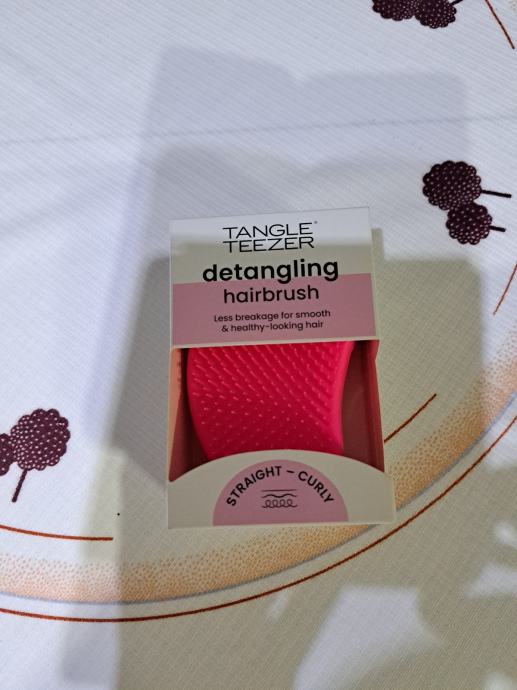 TANGLE®
TEEZER
detangling
hairbrush
Less breakage for smooth
& healthy-looking hair
STRAIGHT – CURLY